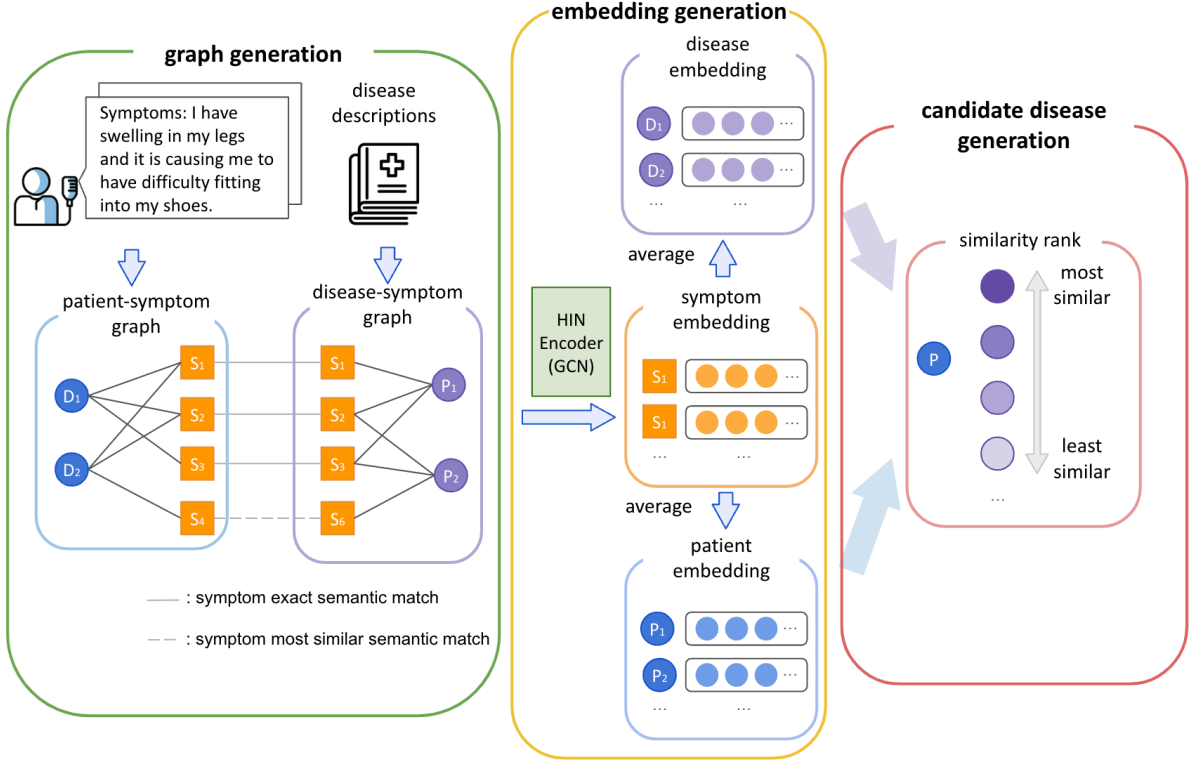 graph generation
Symptoms: I have
swelling in my legs
and it is causing me to
have difficulty fitting
into my shoes.
disease
descriptions
patient-symptom
graph
disease-symptom
graph
D1
D2
S1
S2
S3
S4
S1
S2
S3
S6
P1
P2
: symptom exact semantic match
: symptom most similar semantic match
embedding generation
disease
embedding
D1 ...
D2 ...
... ...
average
HIN
Encoder
(GCN)
symptom
embedding
S1 ...
S1 ...
... ...
average
patient
embedding
P1 ...
P2 ...
... ...
candidate disease
generation
similarity rank
most
similar
P
least
similar
...